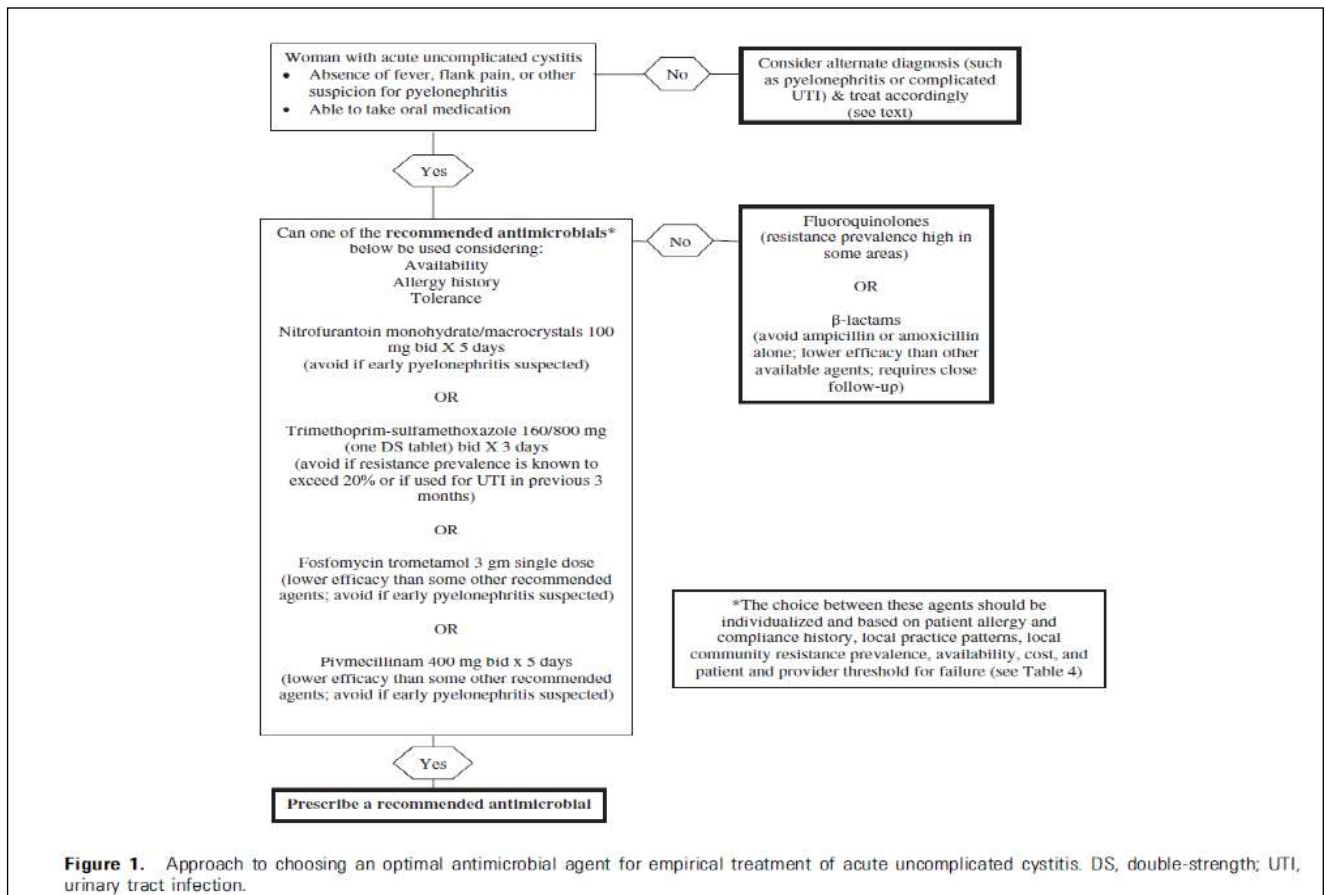 Woman with acute uncomplicated cystitis
• Absence of fever, flank pain, or other
suspicion for pyelonephritis
• Able to take oral medication
No
Consider alternate diagnosis (such
as pyelonephritis or complicated
UTI) & treat accordingly
(see text)
Yes
Can one of the recommended antimicrobials*
below be used considering:
Availability
Allergy history
Tolerance
Nitrofurantoin monohydrate/macrocrystals 100
mg bid X 5 days
(avoid if early pyelonephritis suspected)
OR
Trimethoprim-sulfamethoxazole 160/800 mg
(one DS tablet) bid X 3 days
(avoid if resistance prevalence is known to
exceed 20% or if used for UTI in previous 3
months)
OR
Fosfomycin trometamol 3 gm single dose
(lower efficacy than some other recommended
agents; avoid if early pyelonephritis suspected)
OR
Pivmecillinam 400 mg bid x 5 days
(lower efficacy than some other recommended
agents; avoid if early pyelonephritis suspected)
No
Fluoroquinolones
(resistance prevalence high in
some areas)
OR
β-lactams
(avoid ampicillin or amoxicillin
alone; lower efficacy than other
available agents; requires close
follow-up)
*The choice between these agents should be
individualized and based on patient allergy and
compliance history, local practice patterns, local
community resistance prevalence, availability, cost, and
patient and provider threshold for failure (see Table 4)
Yes
Prescribe a recommended antimicrobial
Figure 1. Approach to choosing an optimal antimicrobial agent for empirical treatment of acute uncomplicated cystitis. DS, double-strength; UTI,
urinary tract infection.